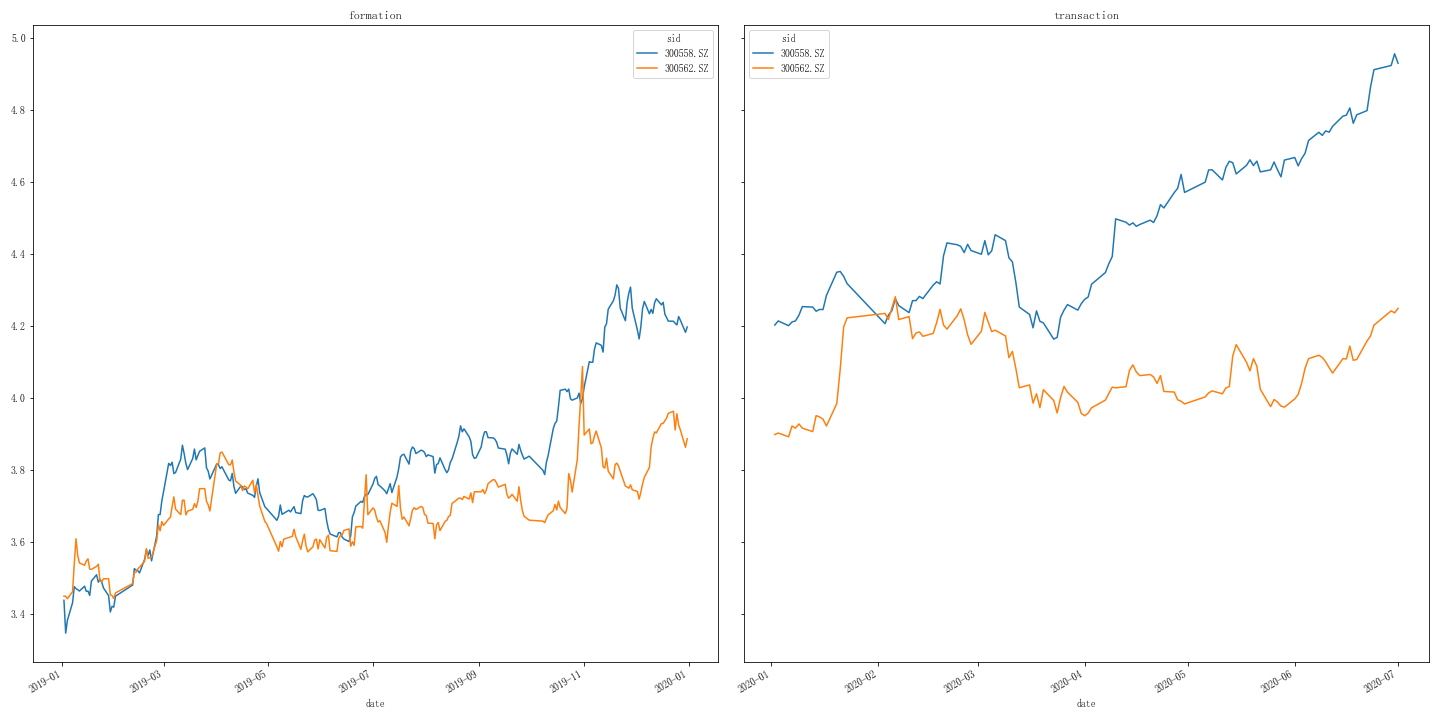 formation
transaction
sid
300558.SZ
300562.SZ
sid
300558.SZ
300562.SZ
5.0
4.8
4.6
4.4
4.2
4.0
3.8
3.6
3.4
2019-01
2019-03
2019-05
2019-07
2019-09
2019-11
2020-01
2020-01
2020-02
2020-03
2020-04
2020-05
2020-06
2020-07
date
date